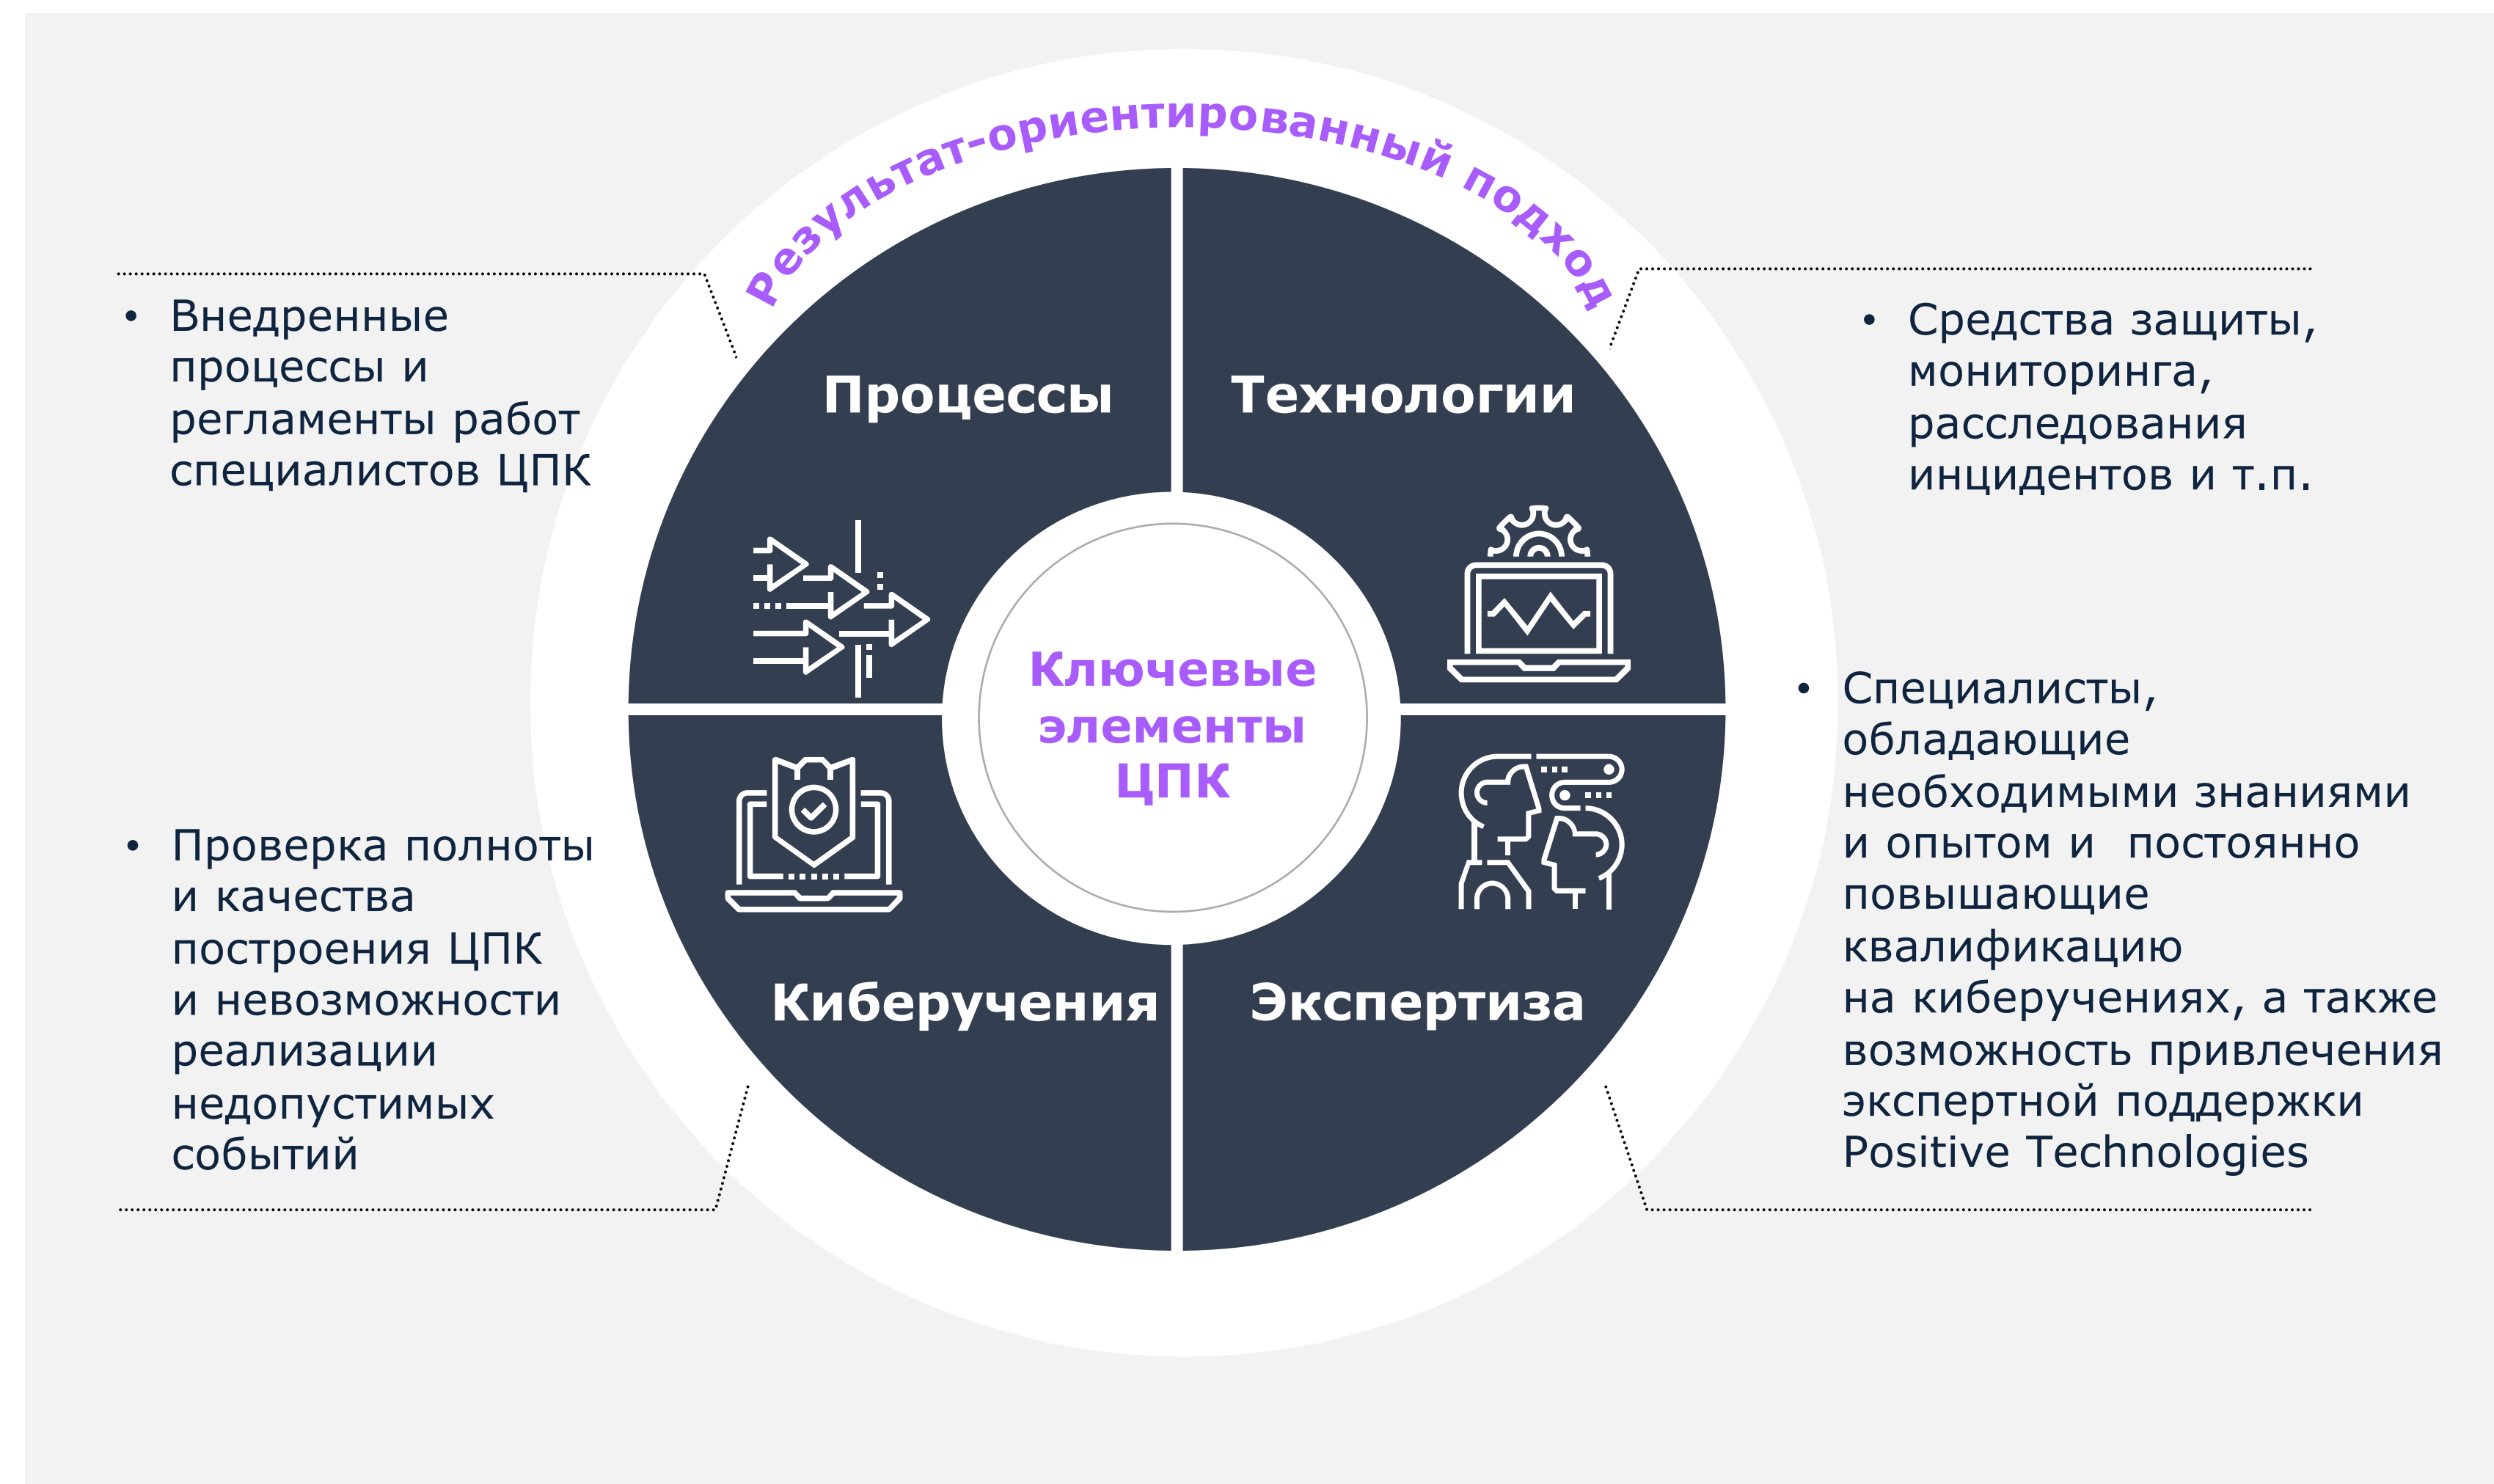 Результат-ориентированный подход
• Внедренные
процессы и
регламенты работ
специалистов ЦПК
Процессы
Технологии
• Средства защиты,
мониторинга,
расследования
инцидентов и т.п.
Ключевые
элементы
ЦПК
• Проверка полноты
и качества
построения ЦПК
и невозможности
реализации
недопустимых
событий
Киберучения
Экспертиза
• Специалисты,
обладающие
необходимыми знаниями
и опытом и  постоянно
повышающие
квалификацию
на киберучениях, а также
возможность привлечения
экспертной поддержки
Positive Technologies